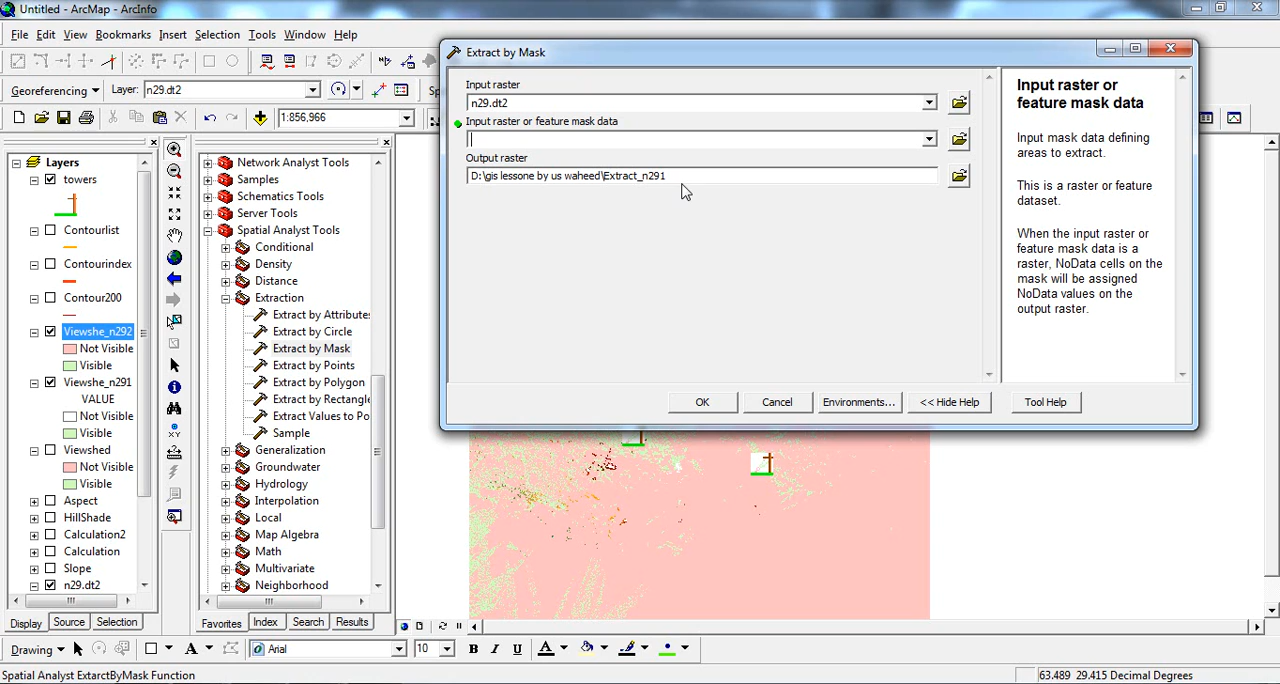 Untitled - ArcMap - ArcInfo
File Edit View Bookmarks Insert Selection Tools Window Help
Georeferencing Layer: n29.dt2
1:856,966
Layers
towers
Contourlist
Contourindex
Contour200
Viewshe_n292
Not Visible
Visible
Viewshe_n291
VALUE
Not Visible
Visible
Viewshed
Not Visible
Visible
Aspect
HillShade
Calculation2
Calculation
Slope
n29.dt2
Display Source Selection
Network Analyst Tools
Samples
Schematics Tools
Server Tools
Spatial Analyst Tools
Conditional
Density
Distance
Extraction
Extract by Attributes
Extract by Circle
Extract by Mask
Extract by Points
Extract by Polygon
Extract by Rectangle
Extract Values to Po
Sample
Generalization
Groundwater
Hydrology
Interpolation
Local
Map Algebra
Math
Multivariate
Neighborhood
Favorites Index Search Results
Extract by Mask
Input raster
n29.dt2
Input raster or feature mask data
Output raster
D:\gis lessone by us waheed\Extract_n291
OK Cancel Environments... << Hide Help Tool Help
Input raster or
feature mask data
Input mask data defining
areas to extract.
This is a raster or feature
dataset.
When the input raster or
feature mask data is a
raster, NoData cells on the
mask will be assigned
NoData values on the
output raster.
Drawing A Arial 10 B I U A
Spatial Analyst ExtarctByMask Function
63.489 29.415 Decimal Degrees